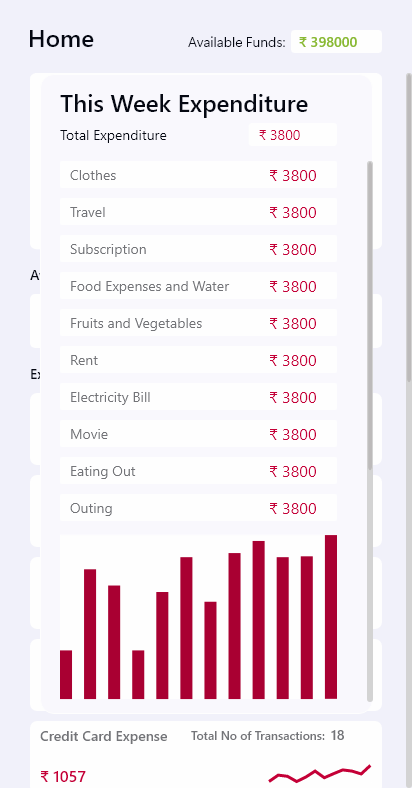 Home
Available Funds: ₹ 398000
This Week Expenditure
Total Expenditure ₹ 3800
Clothes ₹ 3800
Travel ₹ 3800
Subscription ₹ 3800
Food Expenses and Water ₹ 3800
Fruits and Vegetables ₹ 3800
Rent ₹ 3800
Electricity Bill ₹ 3800
Movie ₹ 3800
Eating Out ₹ 3800
Outing ₹ 3800
Credit Card Expense Total No of Transactions: 18
₹ 1057